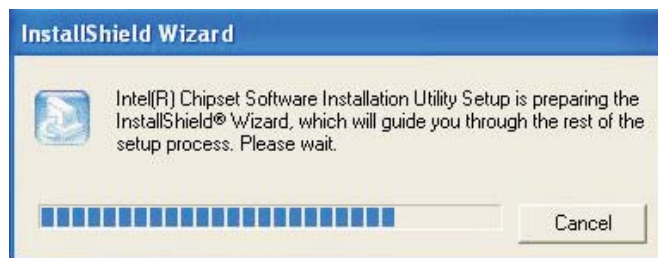 InstallShield Wizard
Intel(R) Chipset Software Installation Utility Setup is preparing the
InstallShield® Wizard, which will guide you through the rest of the
setup process. Please wait.
Cancel